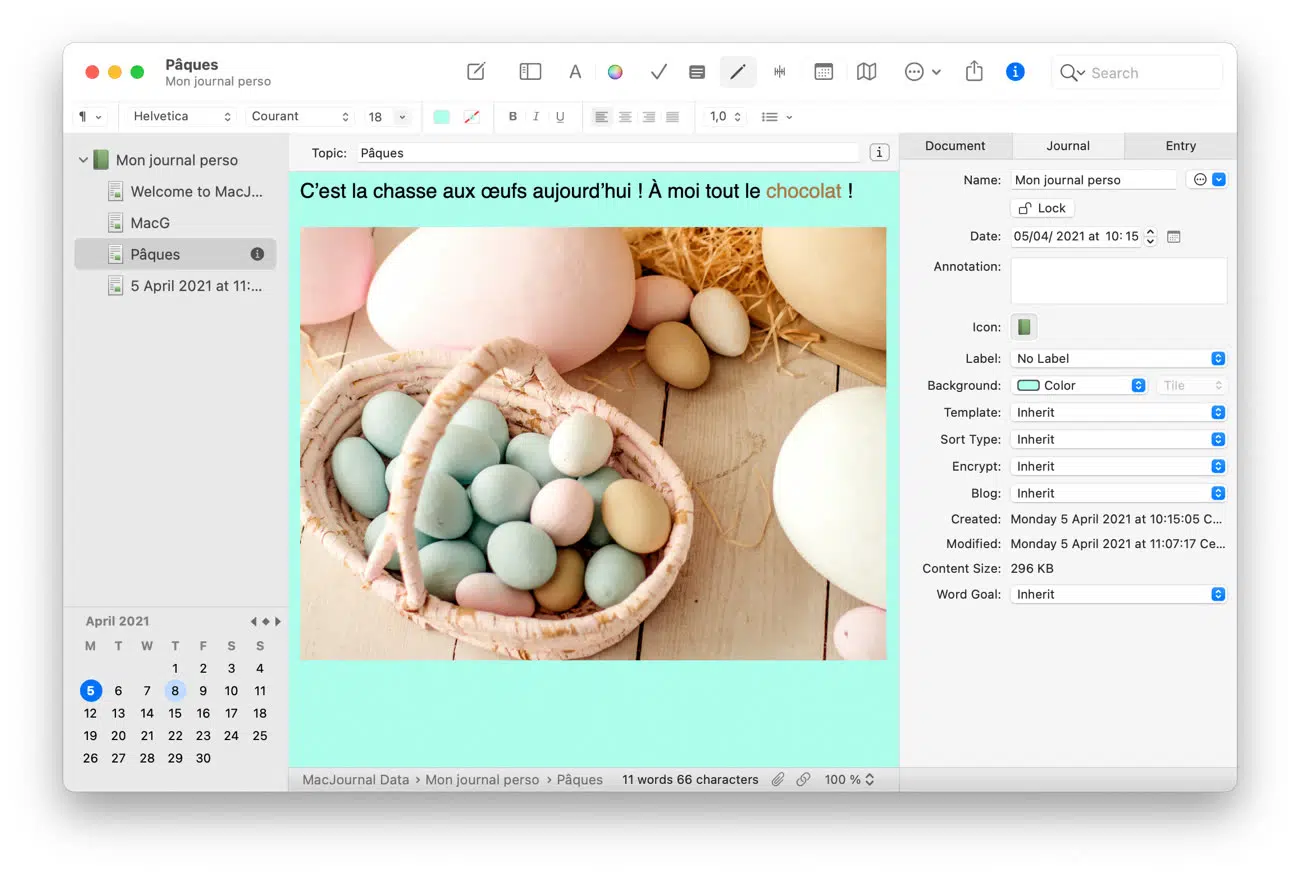 Pâques
Mon journal perso
Search
¶ Helvetica Courant 18 B I U 1,0
Mon journal perso
Welcome to MacJ...
MacG
Pâques
5 April 2021 at 11:...
April 2021
M T W T F S S
1 2 3 4
5 6 7 8 9 10 11
12 13 14 15 16 17 18
19 20 21 22 23 24 25
26 27 28 29 30
Topic: Pâques
C’est la chasse aux œufs aujourd’hui ! À moi tout le chocolat !
MacJournal Data › Mon journal perso › Pâques 11 words 66 characters 100 %
Document Journal Entry
Name: Mon journal perso
Lock
Date: 05/04/ 2021 at 10:15
Annotation:
Icon:
Label: No Label
Background: Color Tile
Template: Inherit
Sort Type: Inherit
Encrypt: Inherit
Blog: Inherit
Created: Monday 5 April 2021 at 10:15:05 C...
Modified: Monday 5 April 2021 at 11:07:17 Ce...
Content Size: 296 KB
Word Goal: Inherit